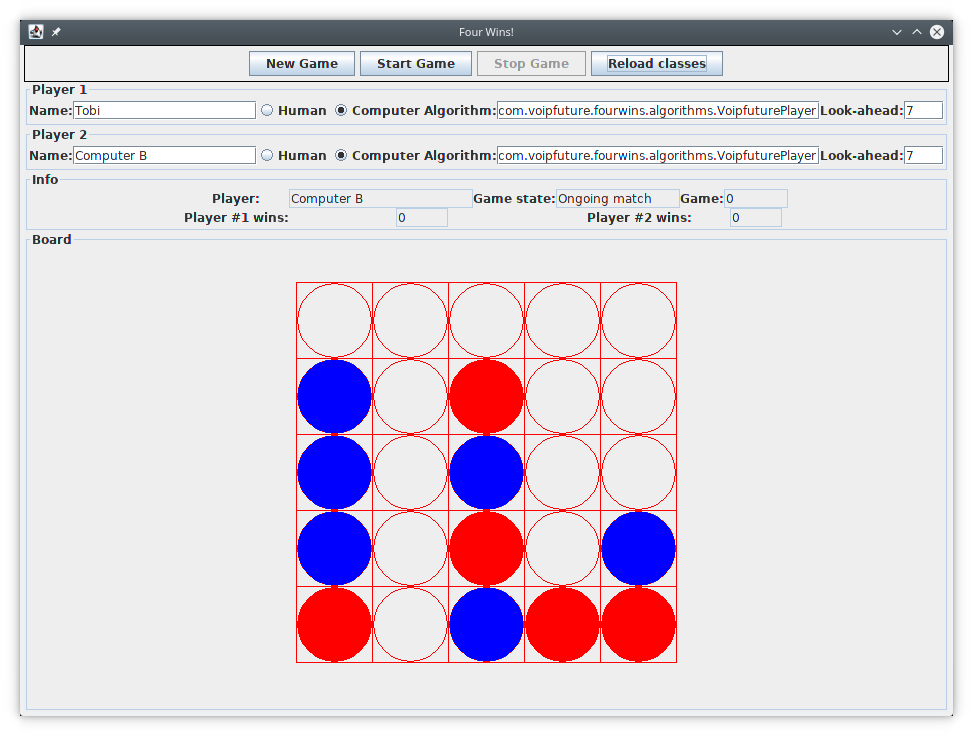 Four Wins!
New Game Start Game Stop Game Reload classes
Player 1
Name: Tobi Human Computer Algorithm: com.voipfuture.fourwins.algorithms.VoipfuturePlayer Look-ahead: 7
Player 2
Name: Computer B Human Computer Algorithm: com.voipfuture.fourwins.algorithms.VoipfuturePlayer Look-ahead: 7
Info
Player: Computer B Game state: Ongoing match Game: 0
Player #1 wins: 0 Player #2 wins: 0
Board